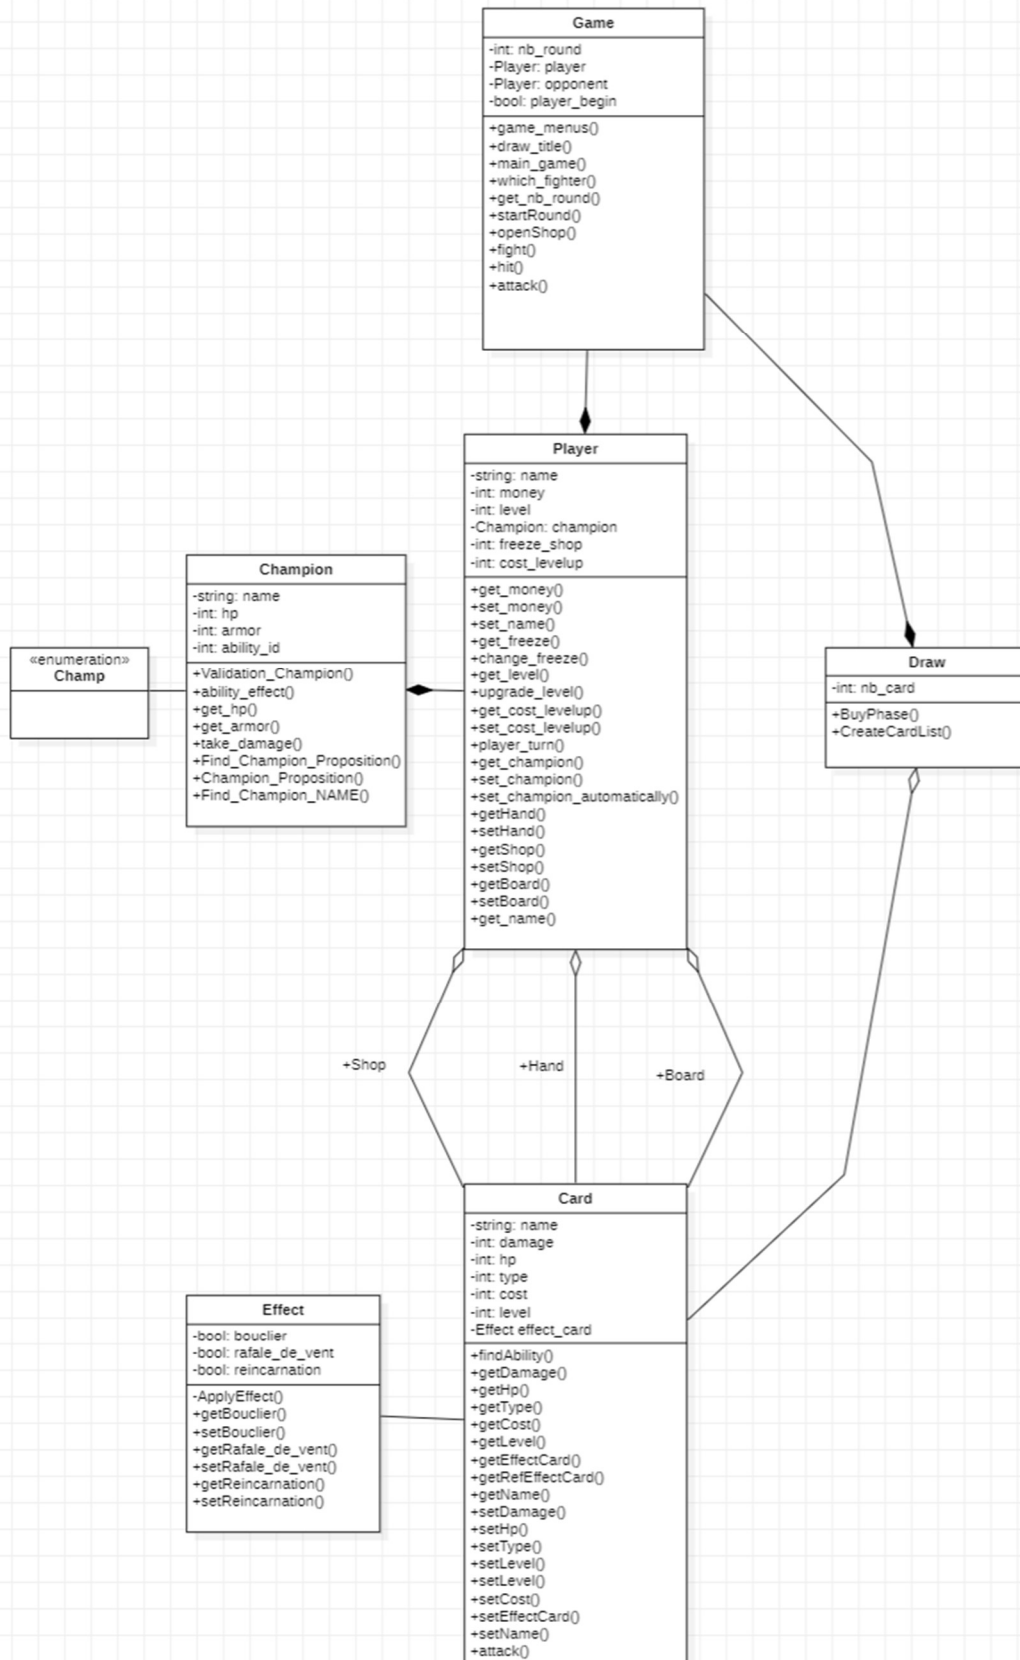 Game
-int: nb_round
-Player: player
-Player: opponent
-bool: player_begin
+game_menus()
+draw_title()
+main_game()
+which_fighter()
+get_nb_round()
+startRound()
+openShop()
+fight()
+hit()
+attack()
Player
-string: name
-int: money
-int: level
-Champion: champion
-int: freeze_shop
-int: cost_levelup
+get_money()
+set_money()
+set_name()
+get_freeze()
+change_freeze()
+get_level()
+upgrade_level()
+get_cost_levelup()
+set_cost_levelup()
+player_turn()
+get_champion()
+set_champion()
+set_champion_automatically()
+getHand()
+setHand()
+getShop()
+setShop()
+getBoard()
+setBoard()
+get_name()
Champion
-string: name
-int: hp
-int: armor
-int: ability_id
+Validation_Champion()
+ability_effect()
+get_hp()
+get_armor()
+take_damage()
+Find_Champion_Proposition()
+Champion_Proposition()
+Find_Champion_NAME()
«enumeration»
Champ
Draw
-int: nb_card
+BuyPhase()
+CreateCardList()
+Shop
+Hand
+Board
Card
-string: name
-int: damage
-int: hp
-int: type
-int: cost
-int: level
-Effect effect_card
+findAbility()
+getDamage()
+getHp()
+getType()
+getCost()
+getLevel()
+getEffectCard()
+getRefEffectCard()
+getName()
+setDamage()
+setHp()
+setType()
+setLevel()
+setLevel()
+setCost()
+setEffectCard()
+setName()
+attack()
Effect
-bool: bouclier
-bool: rafale_de_vent
-bool: reincarnation
-ApplyEffect()
+getBouclier()
+setBouclier()
+getRafale_de_vent()
+setRafale_de_vent()
+getReincarnation()
+setReincarnation()